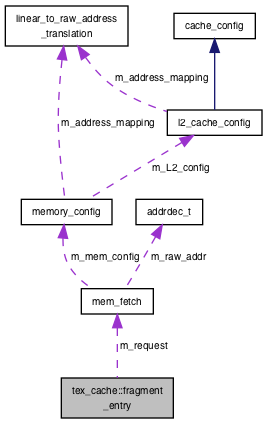 linear_to_raw_address
_translation
cache_config
m_address_mapping
m_address_mapping
l2_cache_config
m_L2_config
memory_config
addrdec_t
m_mem_config
m_raw_addr
mem_fetch
m_request
tex_cache::fragment
_entry